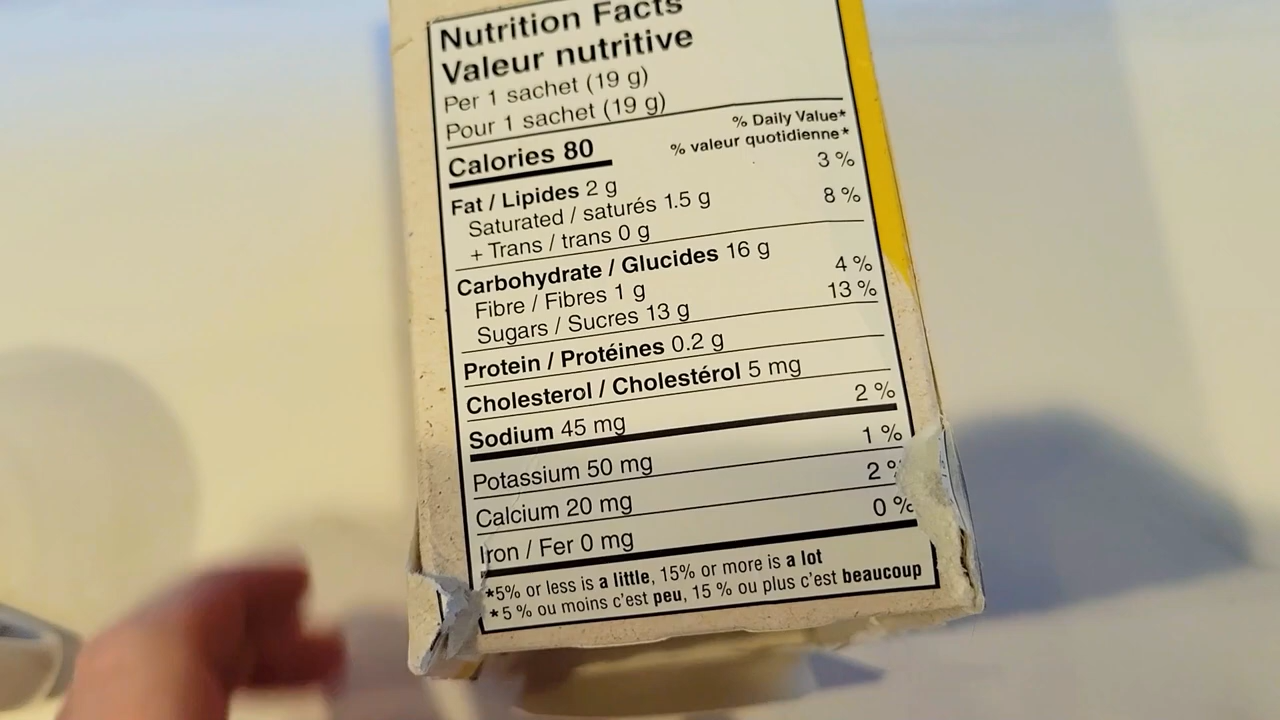 Nutrition Facts
Valeur nutritive
Per 1 sachet (19 g)
Pour 1 sachet (19 g)
% Daily Value*
% valeur quotidienne*
Calories 80
Fat / Lipides 2 g 3 %
Saturated / saturés 1.5 g 8 %
+ Trans / trans 0 g
Carbohydrate / Glucides 16 g
Fibre / Fibres 1 g 4 %
Sugars / Sucres 13 g 13 %
Protein / Protéines 0.2 g
Cholesterol / Cholestérol 5 mg
Sodium 45 mg 2 %
Potassium 50 mg 1 %
Calcium 20 mg 2 %
Iron / Fer 0 mg 0 %
*5% or less is a little, 15% or more is a lot
*5 % ou moins c'est peu, 15 % ou plus c'est beaucoup